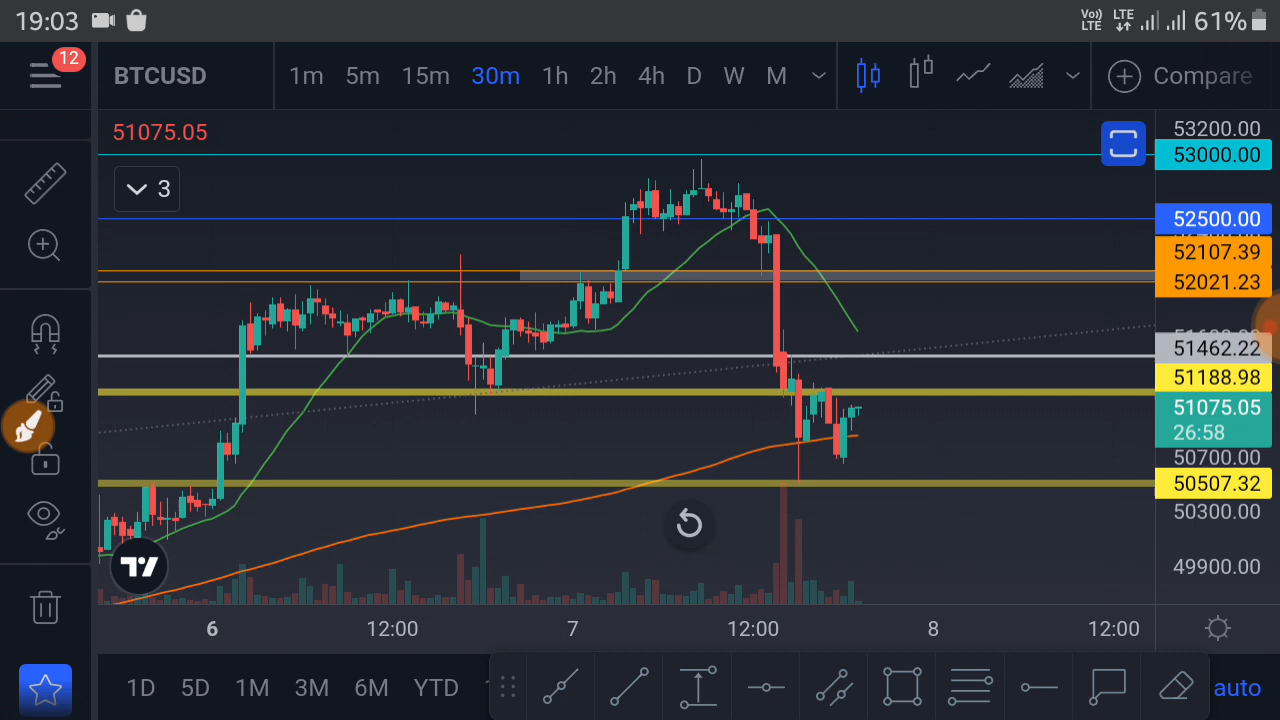 19:03
Vo)) LTE
LTE
61%
12
BTCUSD
1m 5m 15m 30m 1h 2h 4h D W M
Compare
51075.05
3
53200.00
53000.00
52500.00
52107.39
52021.23
51462.22
51188.98
51075.05
26:58
50700.00
50507.32
50300.00
49900.00
6 12:00 7 12:00 8 12:00
1D 5D 1M 3M 6M YTD
auto